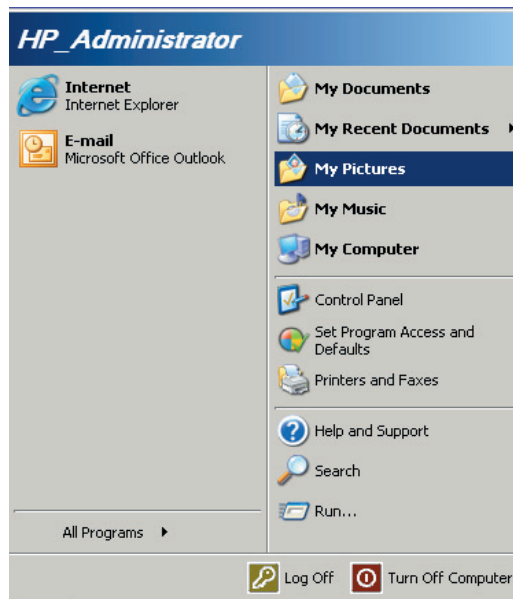 HP_Administrator
Internet
Internet Explorer
E-mail
Microsoft Office Outlook
All Programs
My Documents
My Recent Documents
My Pictures
My Music
My Computer
Control Panel
Set Program Access and
Defaults
Printers and Faxes
Help and Support
Search
Run...
Log Off
Turn Off Computer